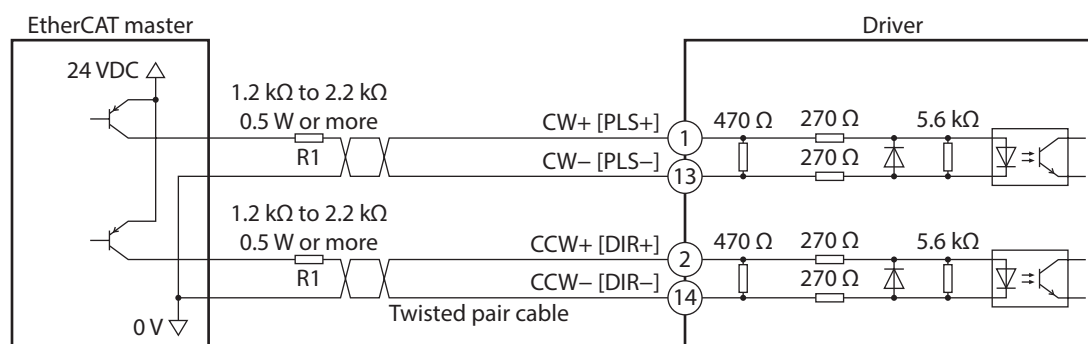 EtherCAT master
Driver
24 VDC
1.2 kΩ to 2.2 kΩ
0.5 W or more
R1
CW+ [PLS+]
CW− [PLS−]
1
13
470 Ω
270 Ω
270 Ω
5.6 kΩ
1.2 kΩ to 2.2 kΩ
0.5 W or more
R1
CCW+ [DIR+]
CCW− [DIR−]
2
14
470 Ω
270 Ω
270 Ω
5.6 kΩ
Twisted pair cable
0 V